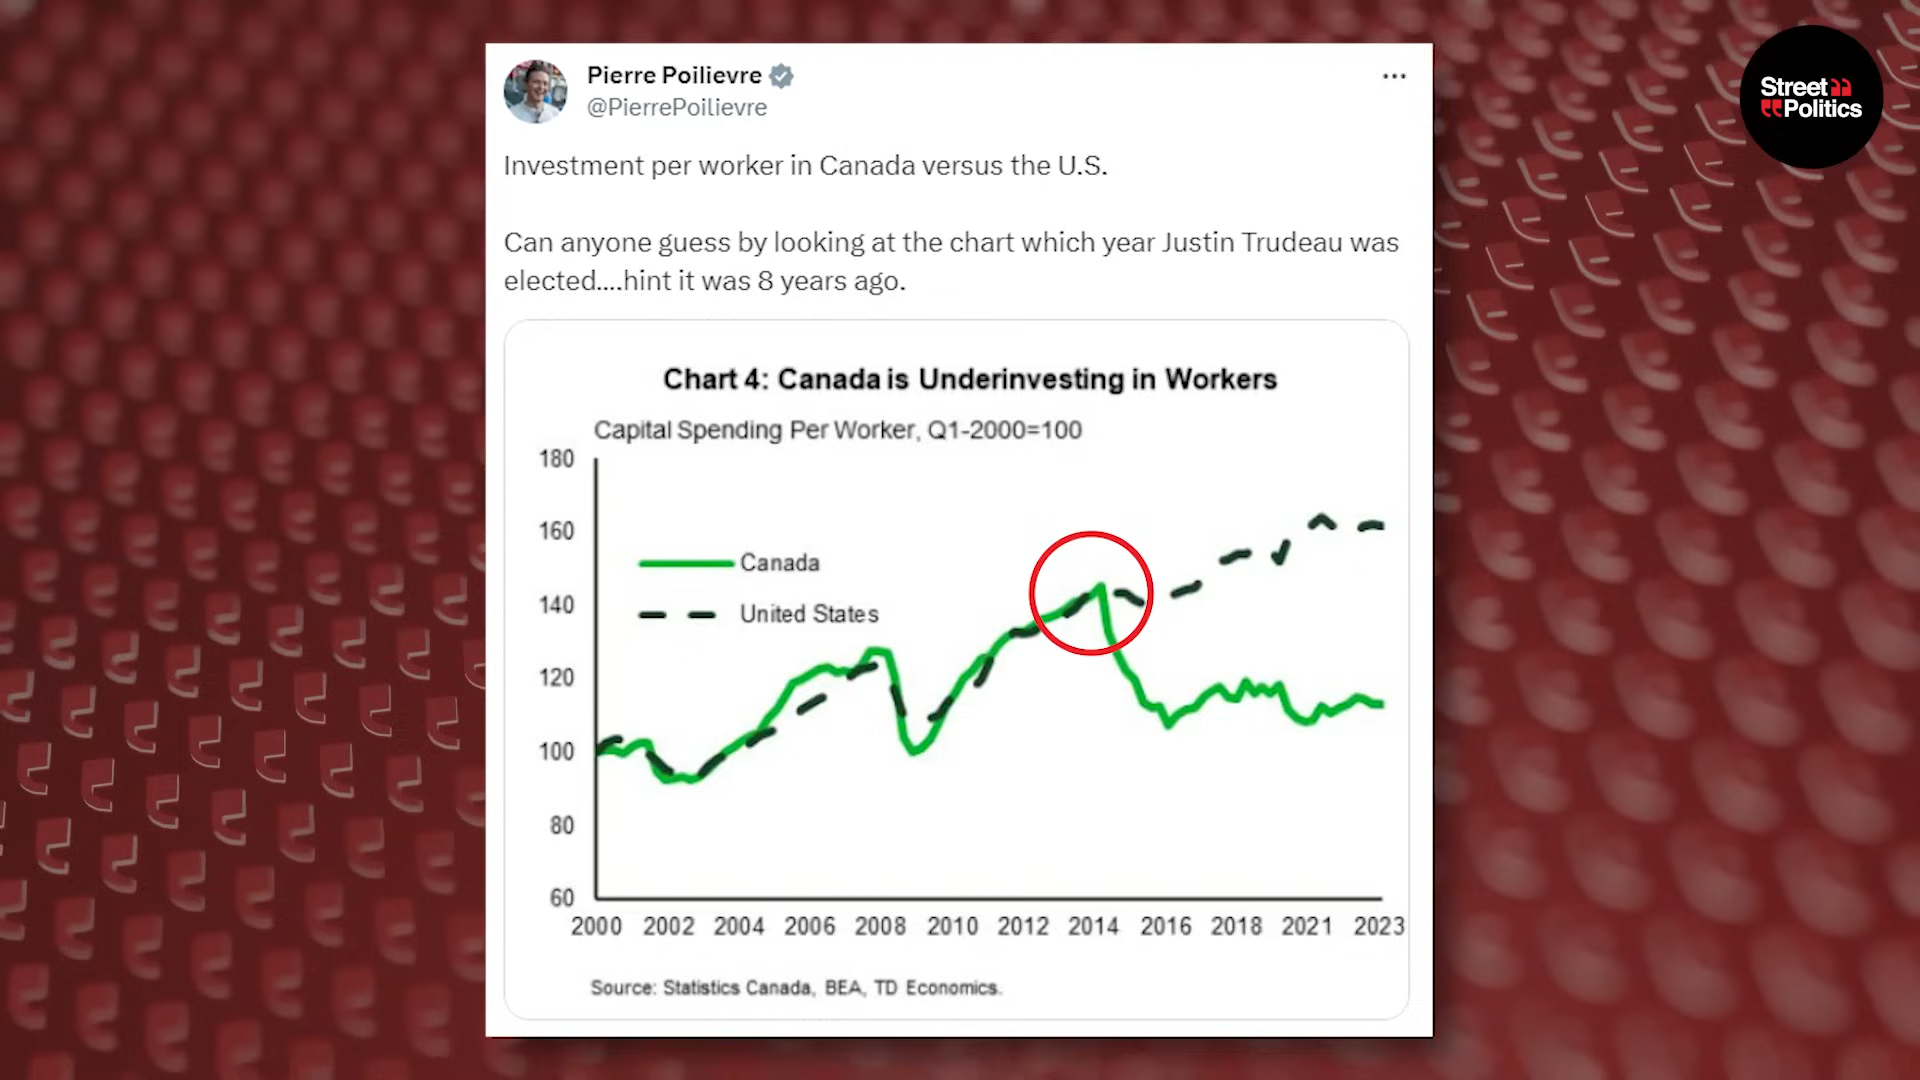 Pierre Poilievre
@PierrePoilievre
Street
Politics
Investment per worker in Canada versus the U.S.
Can anyone guess by looking at the chart which year Justin Trudeau was
elected....hint it was 8 years ago.
Chart 4: Canada is Underinvesting in Workers
Capital Spending Per Worker, Q1-2000=100
180
160
140
120
100
80
60
Canada
United States
2000 2002 2004 2006 2008 2010 2012 2014 2016 2018 2021 2023
Source: Statistics Canada, BEA, TD Economics.